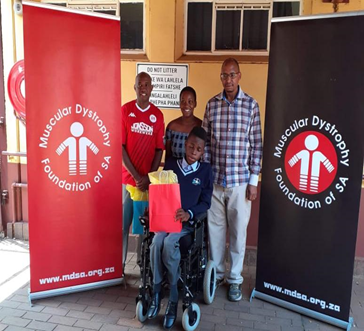 Muscular Dystrophy
Foundation of SA
www.mdsa.org.za
DO NOT LITTER
Muscular Dystrophy
Foundation of SA
www.mdsa.org.za